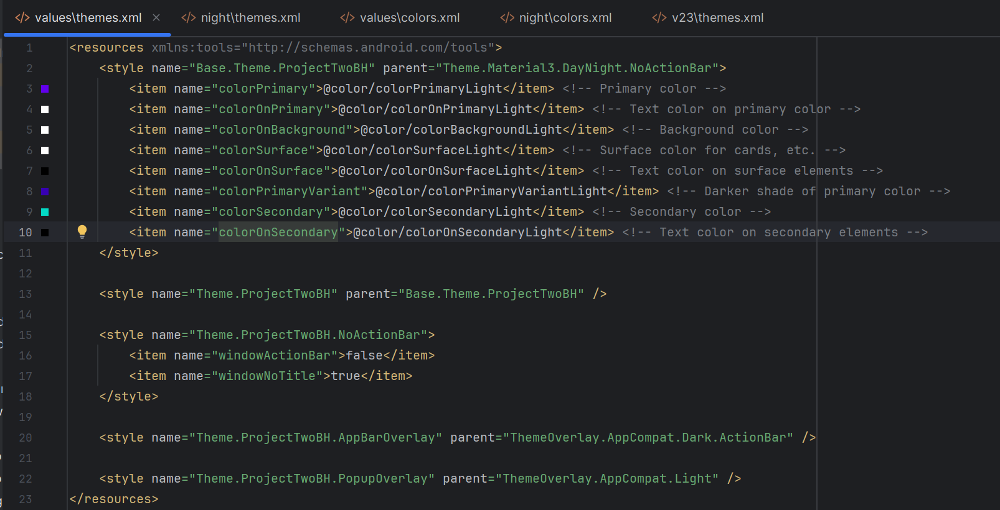 values\themes.xml night\themes.xml values\colors.xml night\colors.xml v23\themes.xml
1 <resources xmlns:tools="http://schemas.android.com/tools">
2 <style name="Base.Theme.ProjectTwoBH" parent="Theme.Material3.DayNight.NoActionBar">
3 <item name="colorPrimary">@color/colorPrimaryLight</item> <!-- Primary color -->
4 <item name="colorOnPrimary">@color/colorOnPrimaryLight</item> <!-- Text color on primary color -->
5 <item name="colorOnBackground">@color/colorBackgroundLight</item> <!-- Background color -->
6 <item name="colorSurface">@color/colorSurfaceLight</item> <!-- Surface color for cards, etc. -->
7 <item name="colorOnSurface">@color/colorOnSurfaceLight</item> <!-- Text color on surface elements -->
8 <item name="colorPrimaryVariant">@color/colorPrimaryVariantLight</item> <!-- Darker shade of primary color -->
9 <item name="colorSecondary">@color/colorSecondaryLight</item> <!-- Secondary color -->
10 <item name="colorOnSecondary">@color/colorOnSecondaryLight</item> <!-- Text color on secondary elements -->
11 </style>
12
13 <style name="Theme.ProjectTwoBH" parent="Base.Theme.ProjectTwoBH" />
14
15 <style name="Theme.ProjectTwoBH.NoActionBar">
16 <item name="windowActionBar">false</item>
17 <item name="windowNoTitle">true</item>
18 </style>
19
20 <style name="Theme.ProjectTwoBH.AppBarOverlay" parent="ThemeOverlay.AppCompat.Dark.ActionBar" />
21
22 <style name="Theme.ProjectTwoBH.PopupOverlay" parent="ThemeOverlay.AppCompat.Light" />
23 </resources>